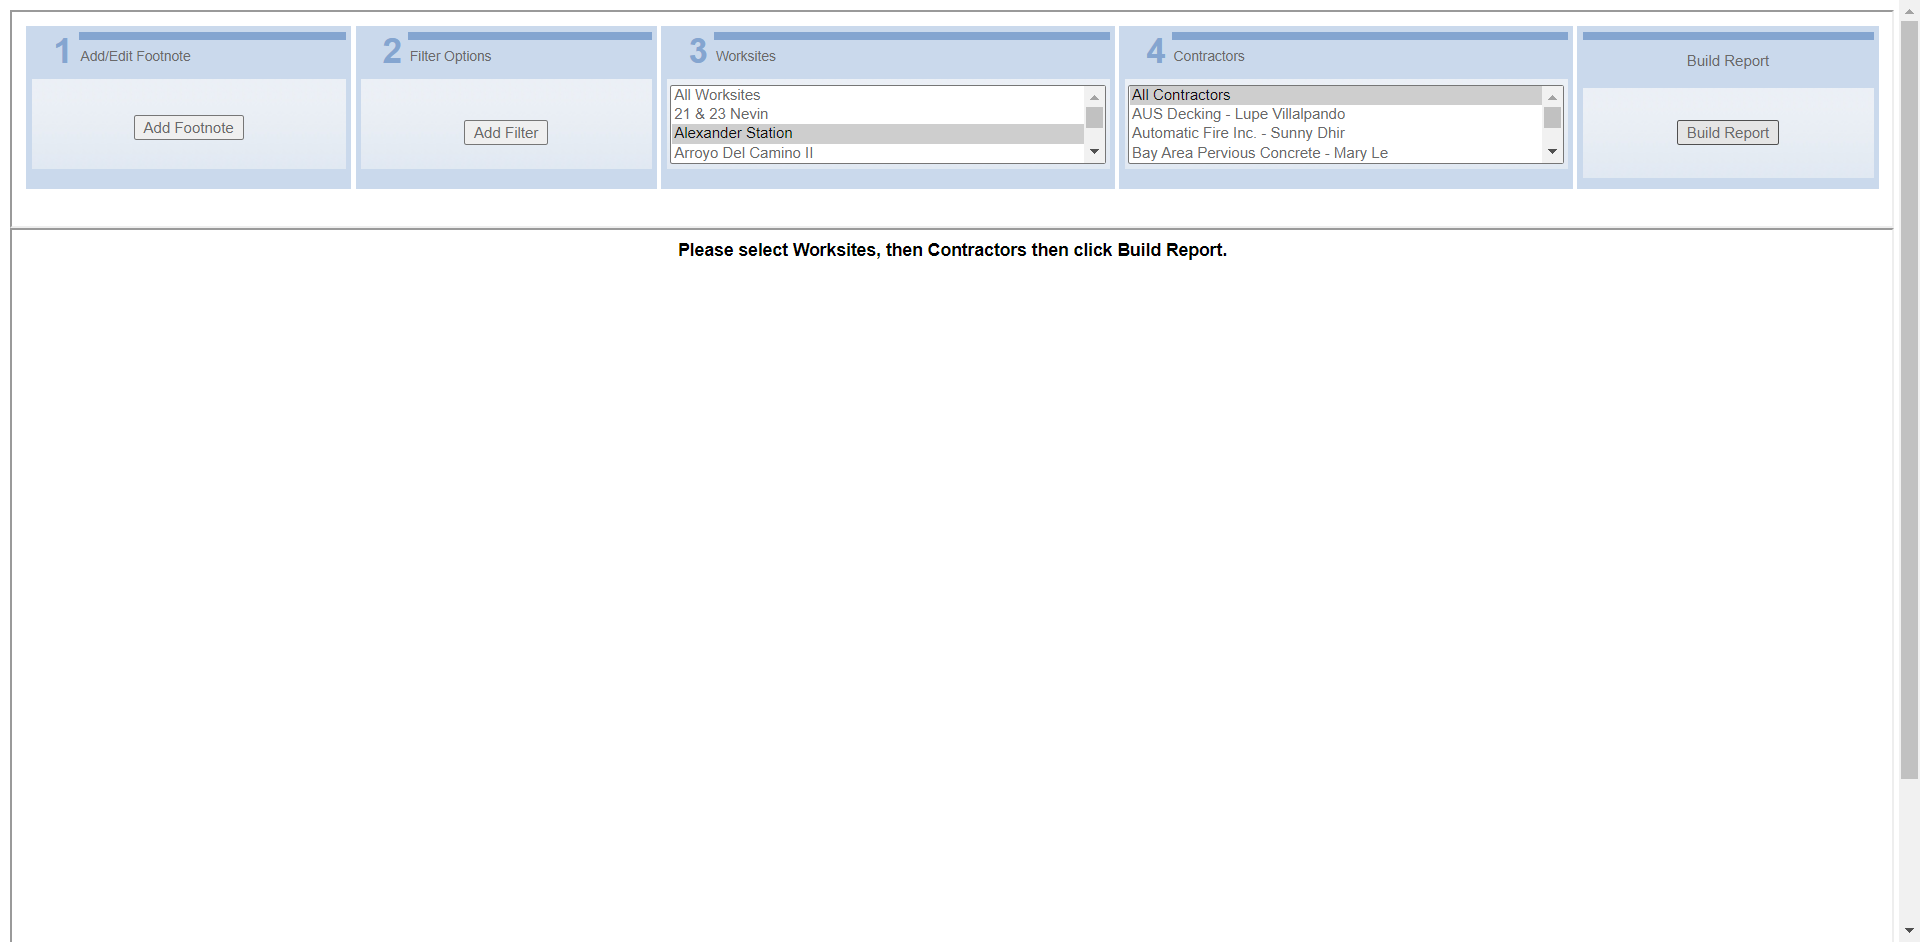 1 Add/Edit Footnote
Add Footnote
2 Filter Options
Add Filter
3 Worksites
All Worksites
21 & 23 Nevin
Alexander Station
Arroyo Del Camino II
4 Contractors
All Contractors
AUS Decking - Lupe Villalpando
Automatic Fire Inc. - Sunny Dhir
Bay Area Pervious Concrete - Mary Le
Build Report
Build Report
Please select Worksites, then Contractors then click Build Report.